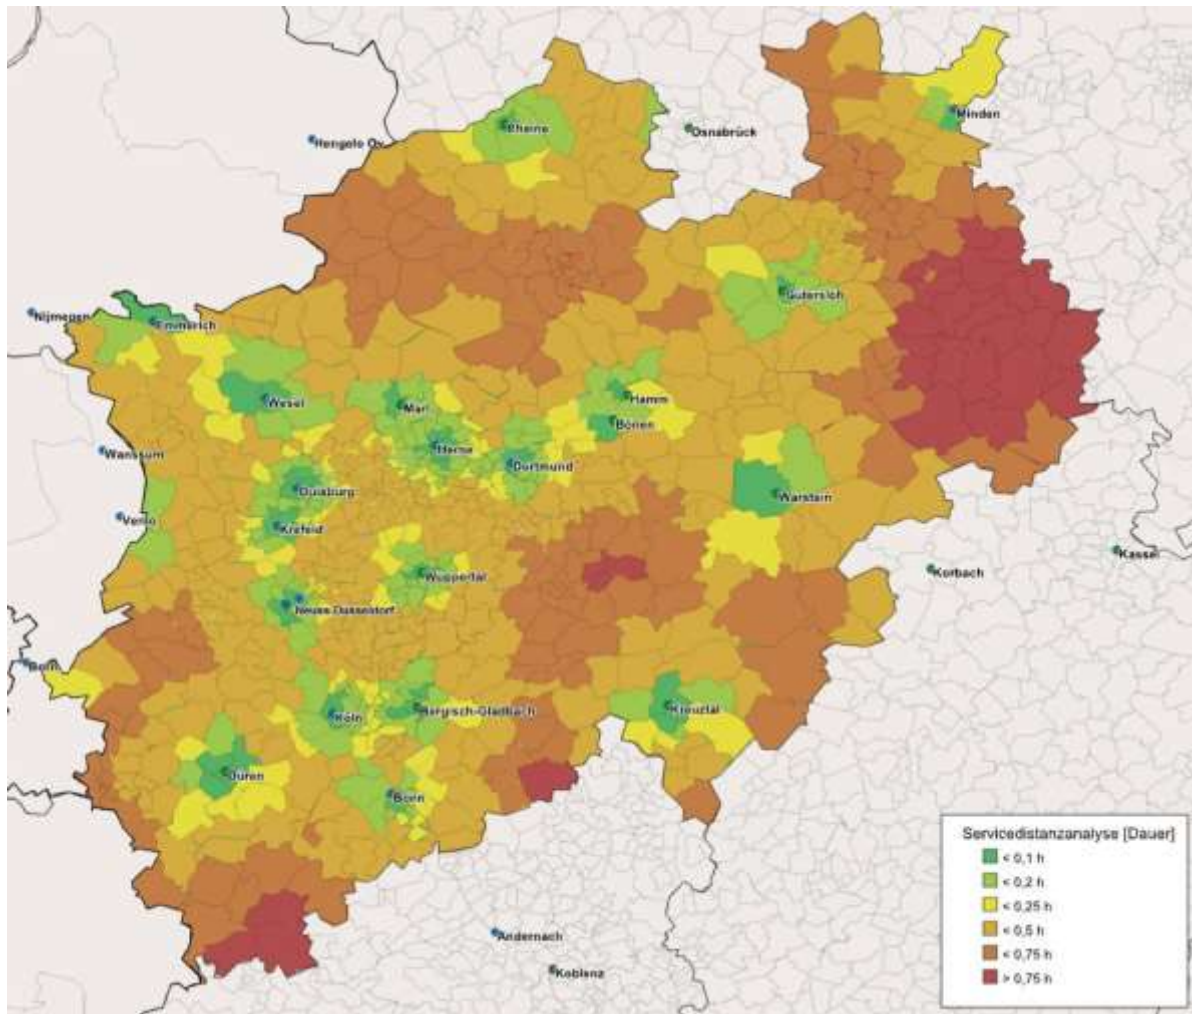 Rheine
Minden
Osnabrück
Hengelo Ov
Gütersloh
Nijmegen
Emmerich
Wesel
Marl
Hamm
Bönen
Herne
Wanssum
Dortmund
Duisburg
Warstein
Venlo
Krefeld
Kassel
Korbach
Wuppertal
Neuss Düsseldorf
Born
Köln
Bergisch-Gladbach
Kreuztal
Düren
Bonn
Andernach
Koblenz
Servicedistanzanalyse [Dauer]
< 0,1 h
< 0,2 h
< 0,25 h
< 0,5 h
< 0,75 h
> 0,75 h